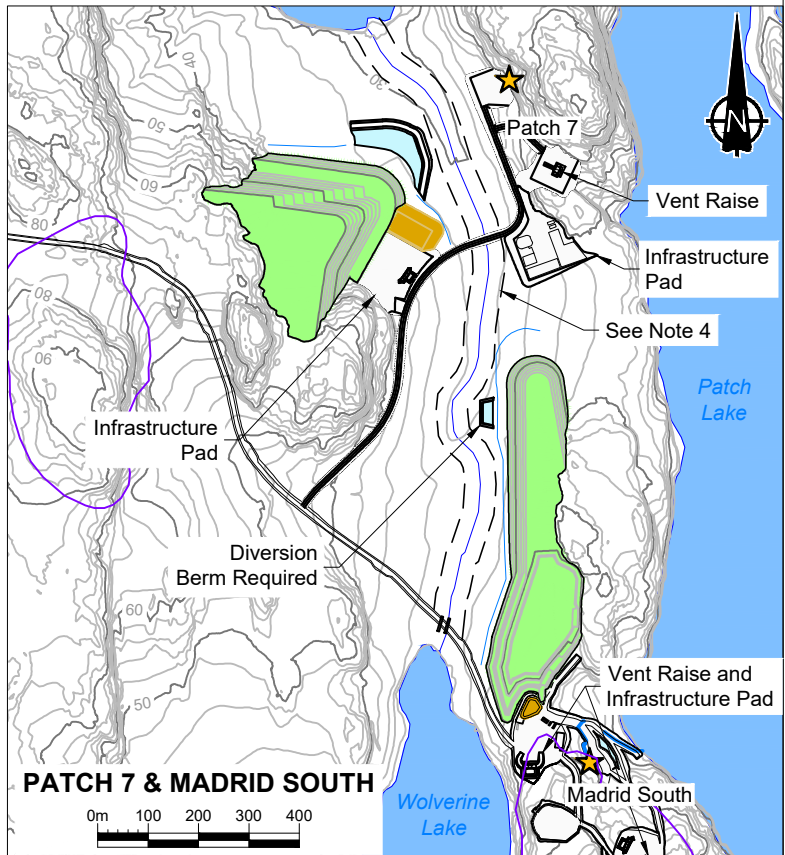 40
30
50
60
80
80
90
60
50
N
Patch 7
Vent Raise
Infrastructure
Pad
See Note 4
Patch
Lake
Infrastructure
Pad
Diversion
Berm Required
Vent Raise and
Infrastructure Pad
PATCH 7 & MADRID SOUTH
Madrid South
Wolverine
Lake
0m 100 200 300 400